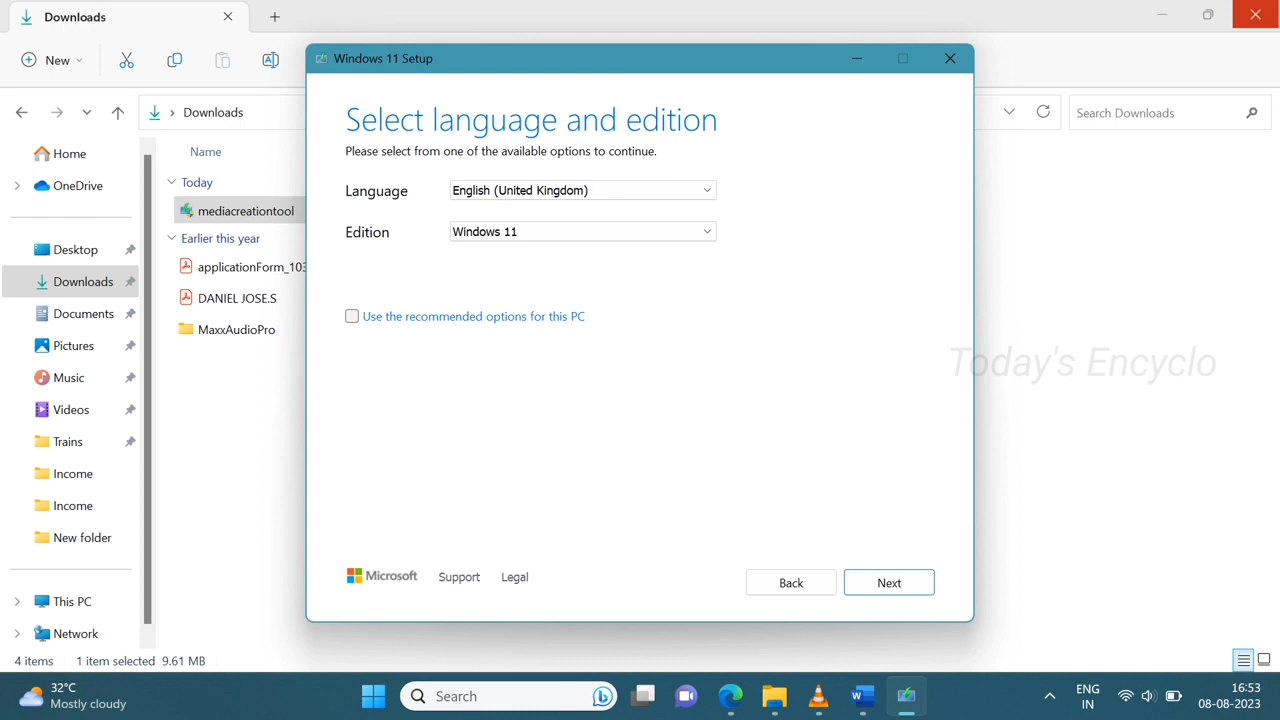 Downloads
New
Windows 11 Setup
Downloads
Search Downloads
Home
OneDrive
Desktop
Downloads
Documents
Pictures
Music
Videos
Trains
Income
Income
New folder
This PC
Network
Name
Today
mediacreationtool
Earlier this year
applicationForm_103
DANIEL JOSE.S
MaxxAudioPro
Select language and edition
Please select from one of the available options to continue.
Language English (United Kingdom)
Edition Windows 11
Use the recommended options for this PC
Today's Encyclo
Microsoft Support Legal
Back Next
4 items 1 item selected 9.61 MB
32°C
Mostly cloudy
Search
ENG
IN
16:53
08-08-2023